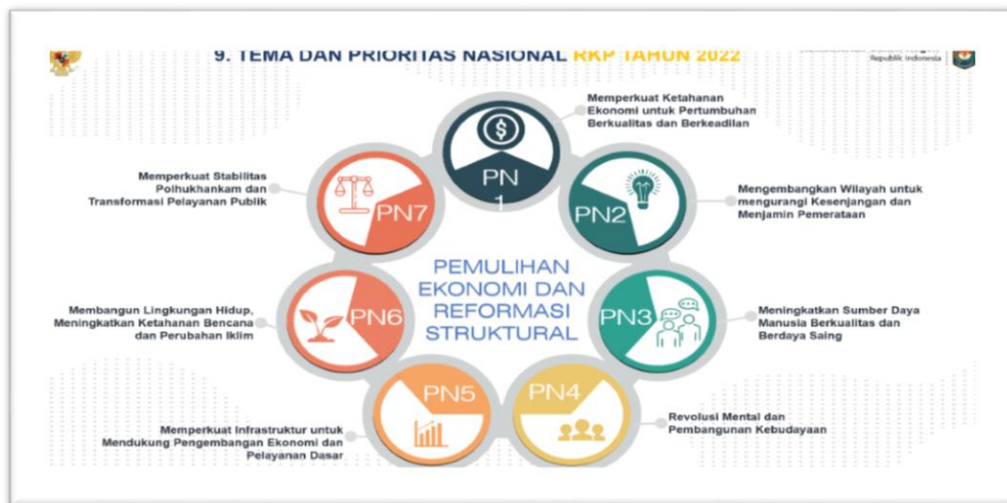 9. TEMA DAN PRIORITAS NASIONAL RKP TAHUN 2022
Republik Indonesia
Memperkuat Ketahanan
Ekonomi untuk Pertumbuhan
Berkualitas dan Berkeadilan
PN
1
Memperkuat Stabilitas
Polhukhankam dan
Transformasi Pelayanan Publik
PN7
PN2
Mengembangkan Wilayah untuk
mengurangi Kesenjangan dan
Menjamin Pemerataan
PEMULIHAN
EKONOMI DAN
REFORMASI
STRUKTURAL
Membangun Lingkungan Hidup,
Meningkatkan Ketahanan Bencana
dan Perubahan Iklim
PN6
PN3
Meningkatkan Sumber Daya
Manusia Berkualitas dan
Berdaya Saing
PN5
PN4
Memperkuat Infrastruktur untuk
Mendukung Pengembangan Ekonomi dan
Pelayanan Dasar
Revolusi Mental dan
Pembangunan Kebudayaan